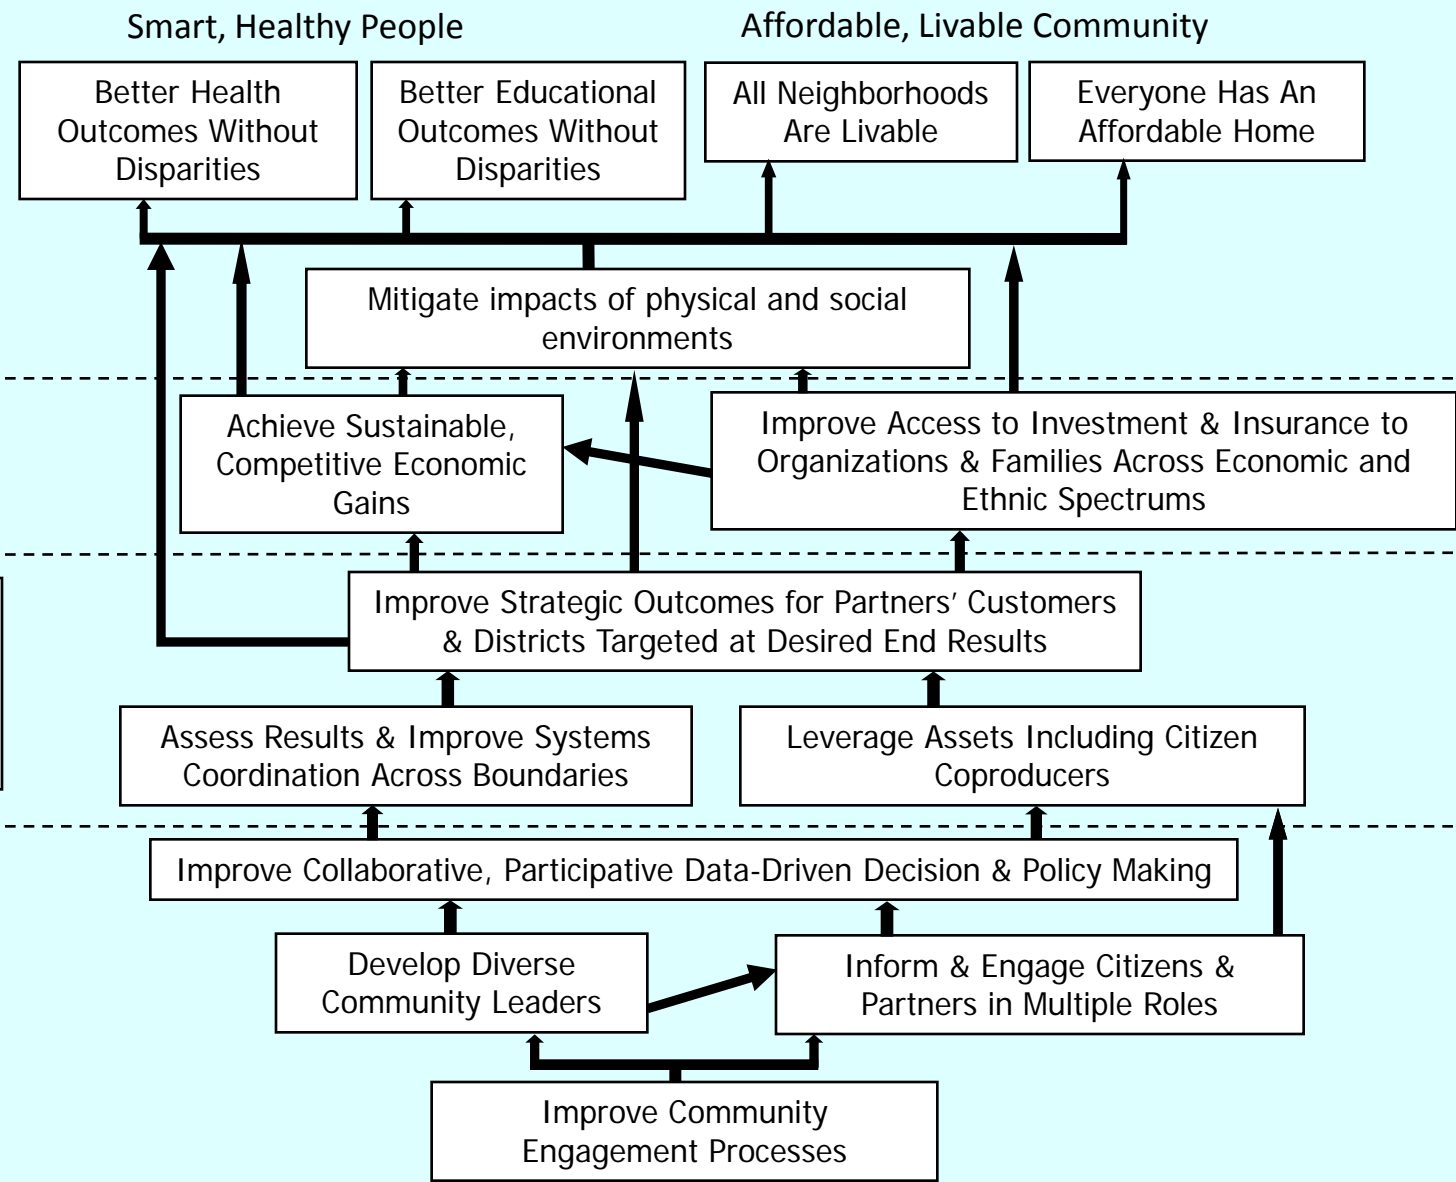 Smart, Healthy People
Affordable, Livable Community
Better Health
Outcomes Without
Disparities
Better Educational
Outcomes Without
Disparities
All Neighborhoods
Are Livable
Everyone Has An
Affordable Home
Mitigate impacts of physical and social
environments
Achieve Sustainable,
Competitive Economic
Gains
Improve Access to Investment & Insurance to
Organizations & Families Across Economic and
Ethnic Spectrums
Improve Strategic Outcomes for Partners’ Customers
& Districts Targeted at Desired End Results
Assess Results & Improve Systems
Coordination Across Boundaries
Leverage Assets Including Citizen
Coproducers
Improve Collaborative, Participative Data-Driven Decision & Policy Making
Develop Diverse
Community Leaders
Inform & Engage Citizens &
Partners in Multiple Roles
Improve Community
Engagement Processes